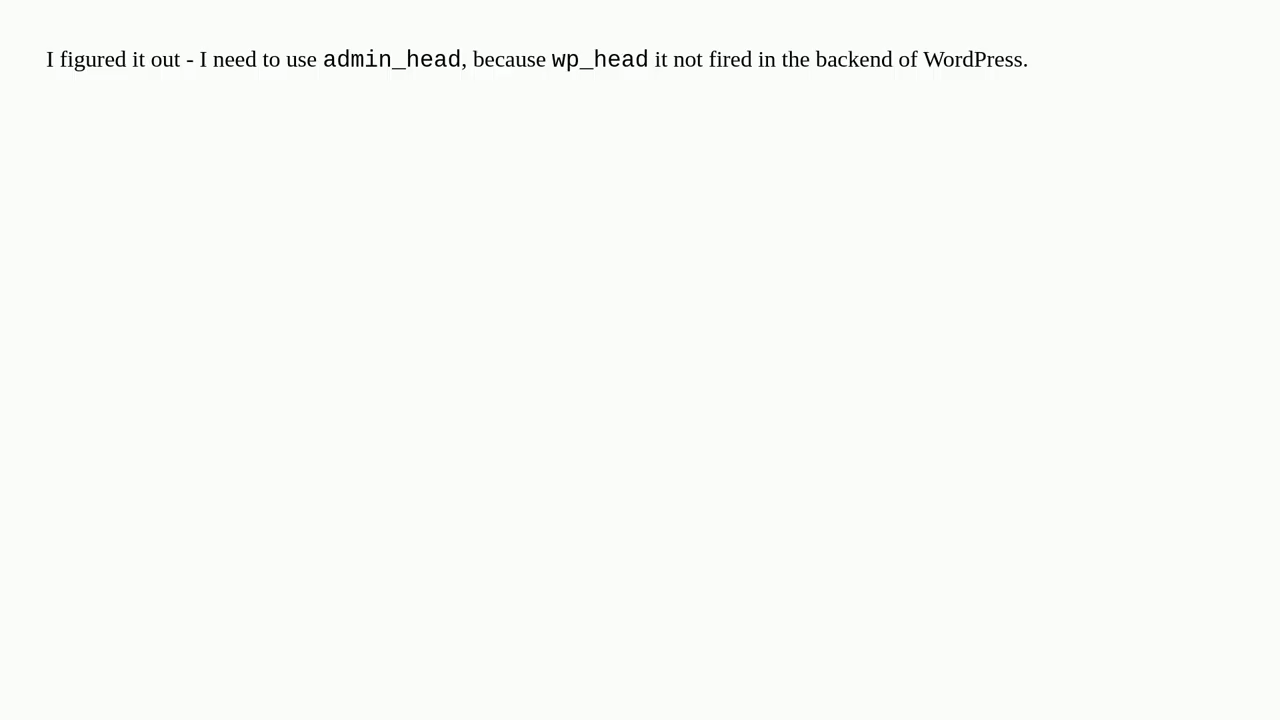 I figured it out - I need to use admin_head, because wp_head it not fired in the backend of WordPress.